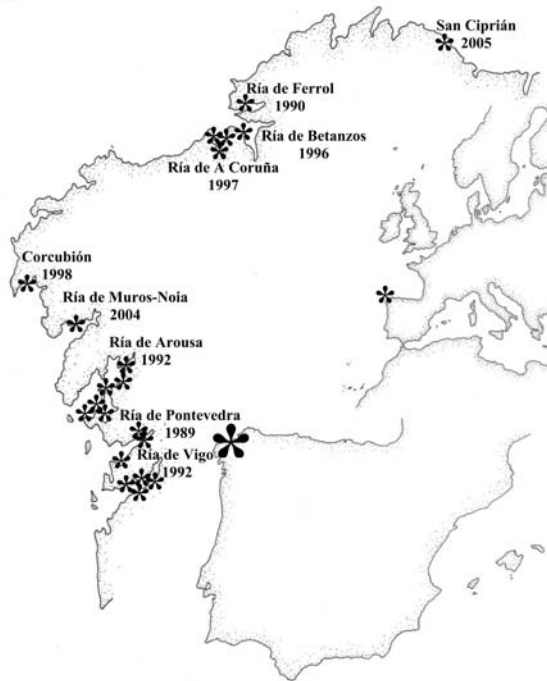 San Ciprián
2005
Ría de Ferrol
1990
Ría de Betanzos
1996
Ría de A Coruña
1997
Corcubión
1998
Ría de Muros-Noia
2004
Ría de Arousa
1992
Ría de Pontevedra
1989
Ría de Vigo
1992